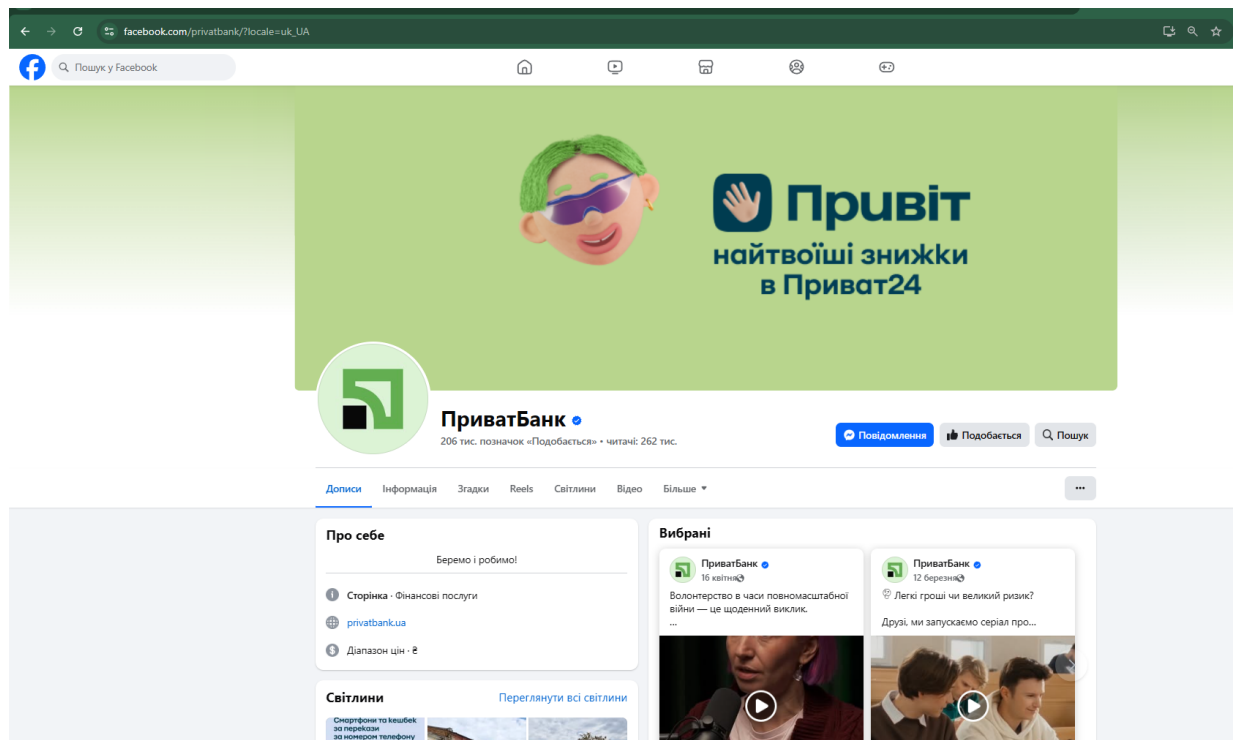 facebook.com/privatbank/?locale=uk_UA
Пошук у Facebook
Привіт
найтвоїші знижки
в Приват24
ПриватБанк
206 тис. позначок «Подобається» • читачі: 262 тис.
Повідомлення
Подобається
Пошук
Дописи Інформація Згадки Reels Світлини Відео Більше
Про себе
Беремо і робимо!
Сторінка · Фінансові послуги
privatbank.ua
Діапазон цін · ₴
Світлини Переглянути всі світлини
Смартфони та кешбек
за перекази
за номером телефону
Вибрані
ПриватБанк
16 квітня
Волонтерство в часи повномасштабної
війни — це щоденний виклик.
...
ПриватБанк
12 березня
Легкі гроші чи великий ризик?
Друзі, ми запускаємо серіал про...